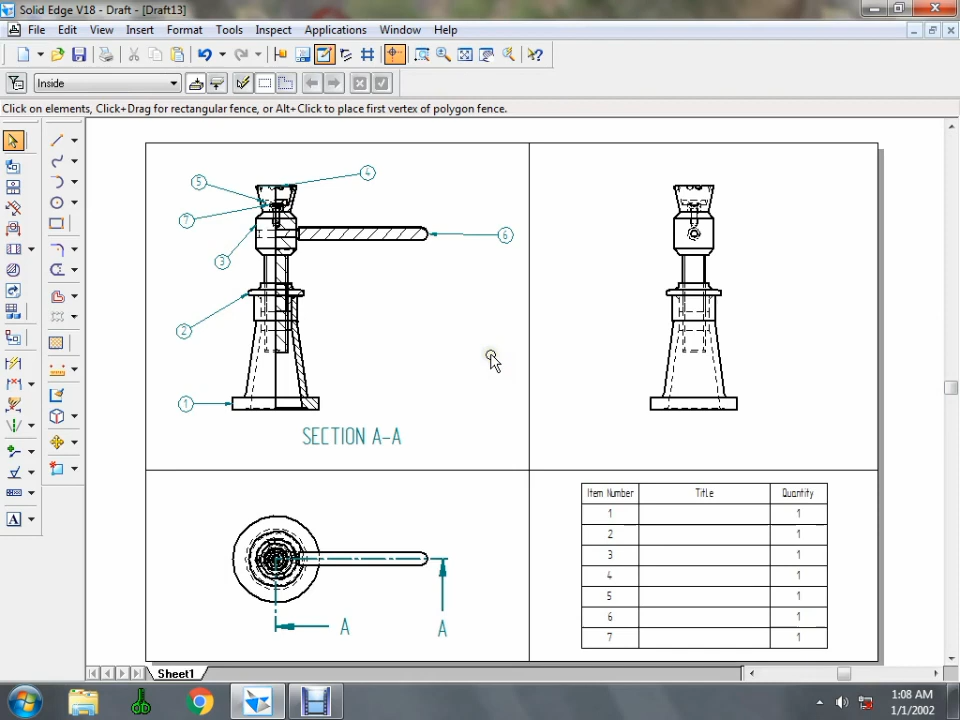 Solid Edge V18 - Draft - [Draft13]
File Edit View Insert Format Tools Inspect Applications Window Help
Inside
Click on elements, Click+Drag for rectangular fence, or Alt+Click to place first vertex of polygon fence.
4
5
7
6
3
2
1
SECTION A-A
A
A
Item Number Title Quantity
1 1
2 1
3 1
4 1
5 1
6 1
7 1
A
Sheet1
1:08 AM
1/1/2002